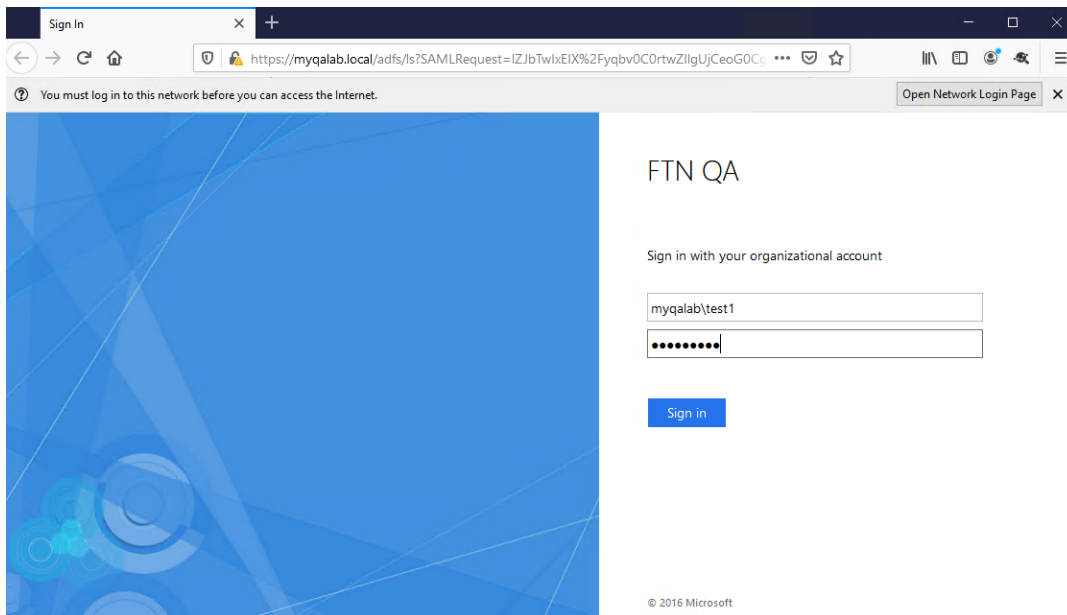 Sign In
https://myqalab.local/adfs/ls?SAMLRequest=lZJbTwIxEIX%2Fyqbv0C0rtwZIIgUjCeoG0Cg
You must log in to this network before you can access the Internet.
Open Network Login Page
FTN QA
Sign in with your organizational account
myqalab\test1
●●●●●●●●●
Sign in
© 2016 Microsoft